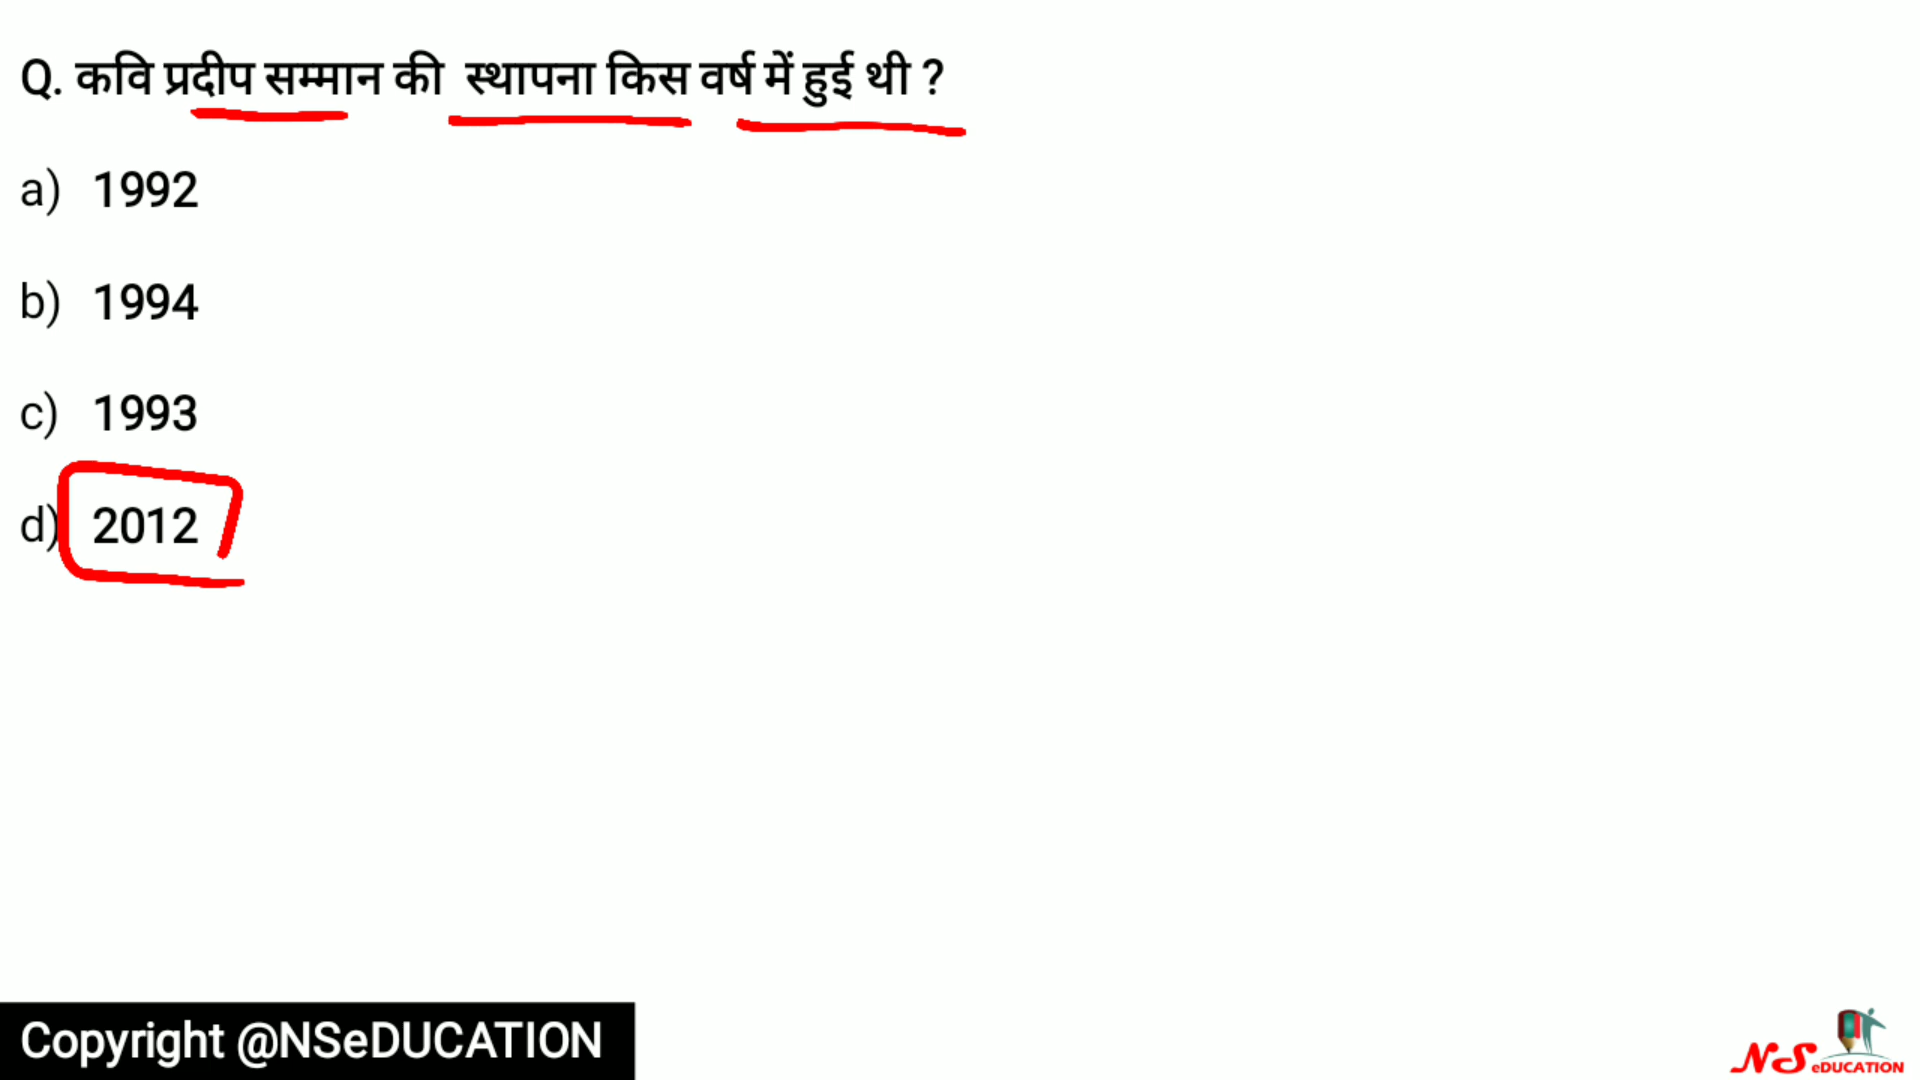 Q. कवि प्रदीप सम्मान की स्थापना किस वर्ष में हुई थी ?
a) 1992
b) 1994
c) 1993
d) 2012
Copyright @NSeDUCATION
NS eDUCATION